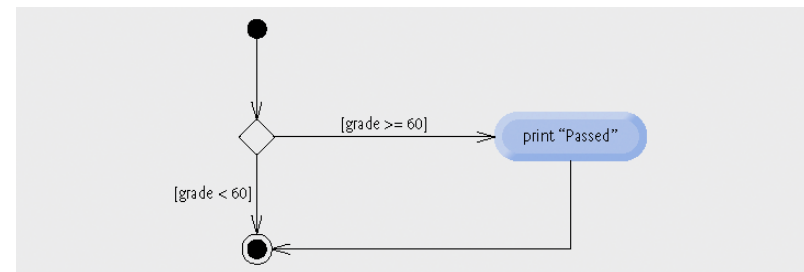 [grade >= 60]
print “Passed”
[grade < 60]